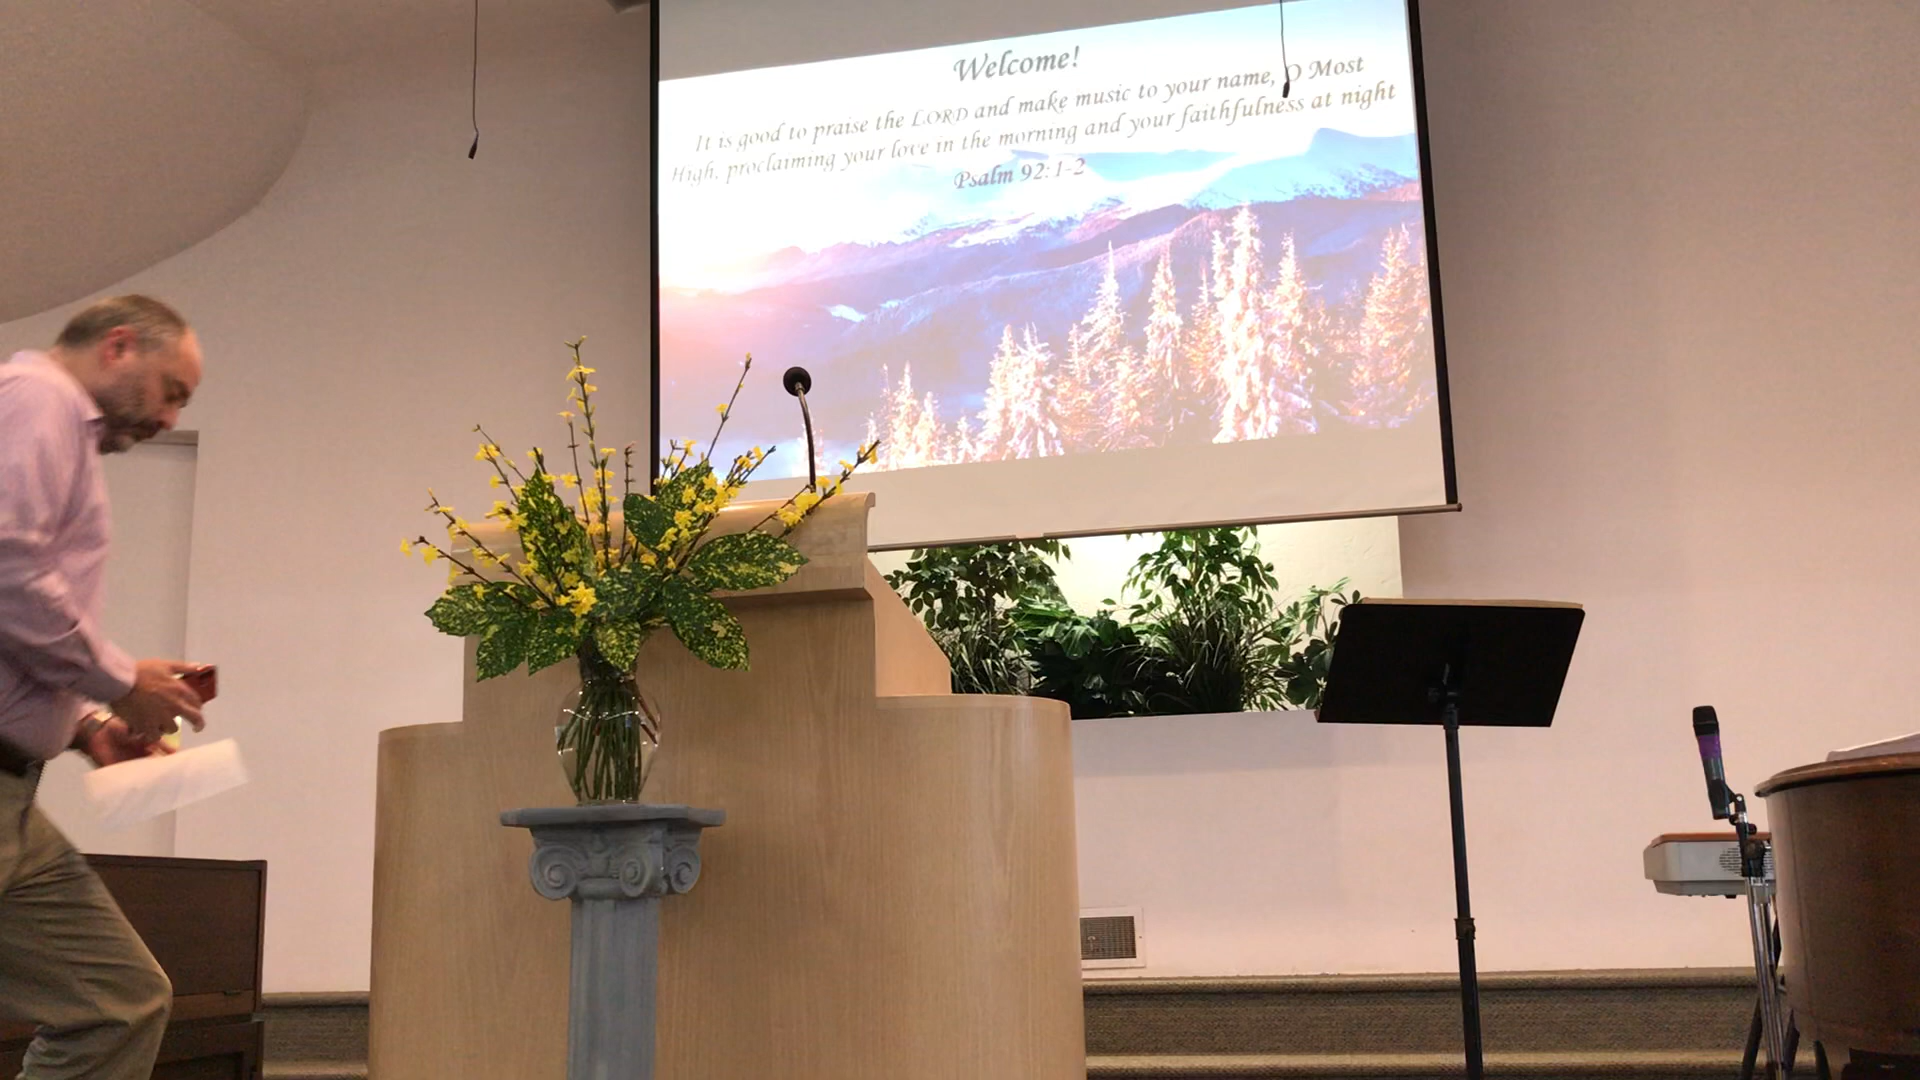 Welcome!
It is good to praise the LORD and make music to your name, O Most
High, proclaiming your love in the morning and your faithfulness at night
Psalm 92:1-2